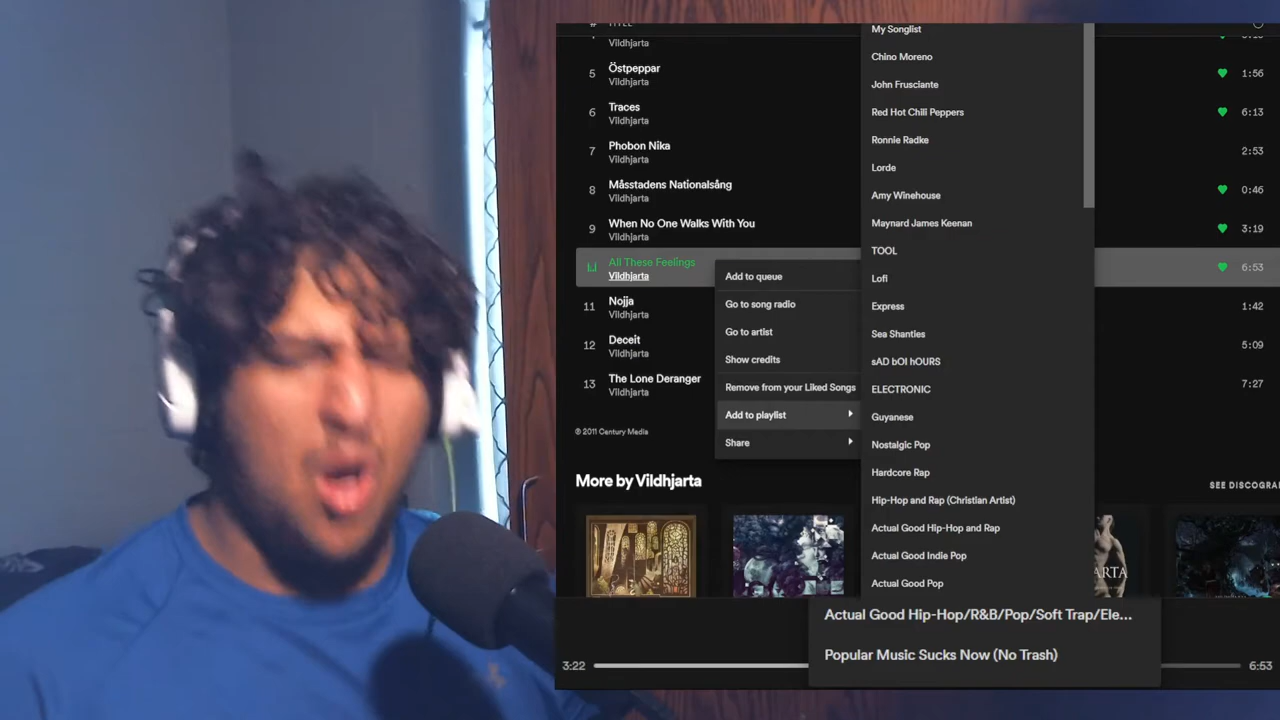 # TITLE
Vildhjarta
5 Östpeppar 1:56
Vildhjarta
6 Traces 6:13
Vildhjarta
7 Phobon Nika 2:53
Vildhjarta
8 Måsstadens Nationalsång 0:46
Vildhjarta
9 When No One Walks With You 3:19
Vildhjarta
All These Feelings 6:53
Vildhjarta
11 Nojja 1:42
Vildhjarta
12 Deceit 5:09
Vildhjarta
13 The Lone Deranger 7:27
Vildhjarta
© 2011 Century Media
More by Vildhjarta
SEE DISCOGRA
ARTA
Add to queue
Go to song radio
Go to artist
Show credits
Remove from your Liked Songs
Add to playlist
Share
My Songlist
Chino Moreno
John Frusciante
Red Hot Chili Peppers
Ronnie Radke
Lorde
Amy Winehouse
Maynard James Keenan
TOOL
Lofi
Express
Sea Shanties
sAD bOI hOURS
ELECTRONIC
Guyanese
Nostalgic Pop
Hardcore Rap
Hip-Hop and Rap (Christian Artist)
Actual Good Hip-Hop and Rap
Actual Good Indie Pop
Actual Good Pop
Actual Good Hip-Hop/R&B/Pop/Soft Trap/Ele...
Popular Music Sucks Now (No Trash)
3:22 6:53